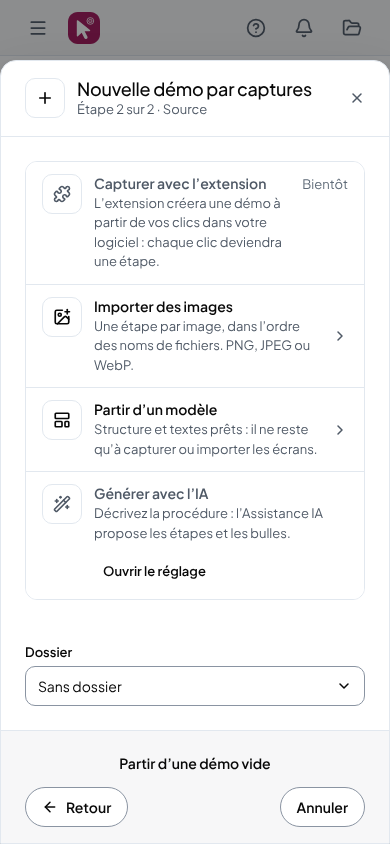 Nouvelle démo par captures
Étape 2 sur 2 · Source
Capturer avec l’extension
Bientôt
L’extension créera une démo à
partir de vos clics dans votre
logiciel : chaque clic deviendra
une étape.
Importer des images
Une étape par image, dans l’ordre
des noms de fichiers. PNG, JPEG ou
WebP.
Partir d’un modèle
Structure et textes prêts : il ne reste
qu’à capturer ou importer les écrans.
Générer avec l’IA
Décrivez la procédure : l’Assistance IA
propose les étapes et les bulles.
Ouvrir le réglage
Dossier
Sans dossier
Partir d’une démo vide
Retour
Annuler